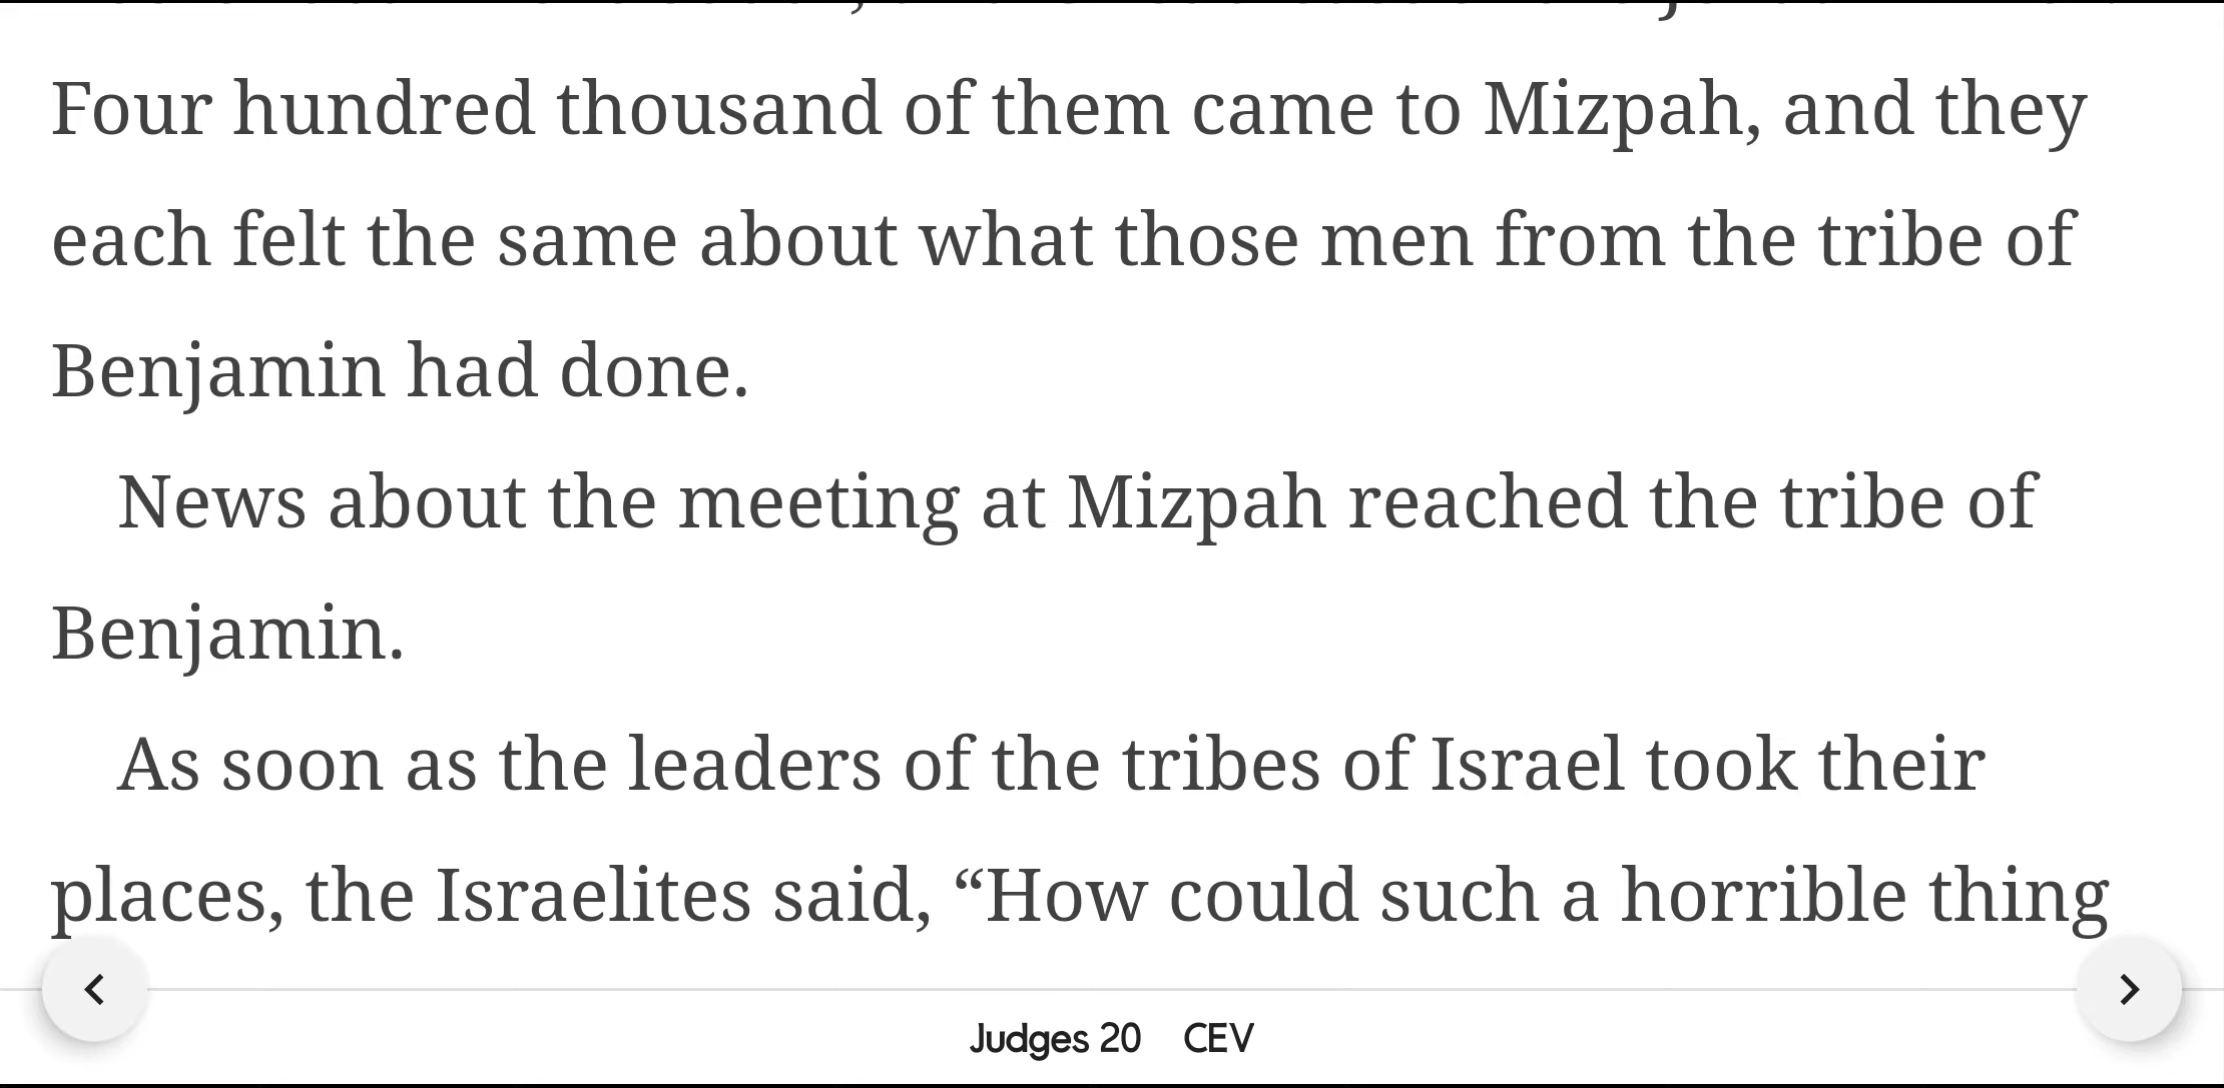 Four hundred thousand of them came to Mizpah, and they
each felt the same about what those men from the tribe of
Benjamin had done.
News about the meeting at Mizpah reached the tribe of
Benjamin.
As soon as the leaders of the tribes of Israel took their
places, the Israelites said, “How could such a horrible thing
Judges 20 CEV